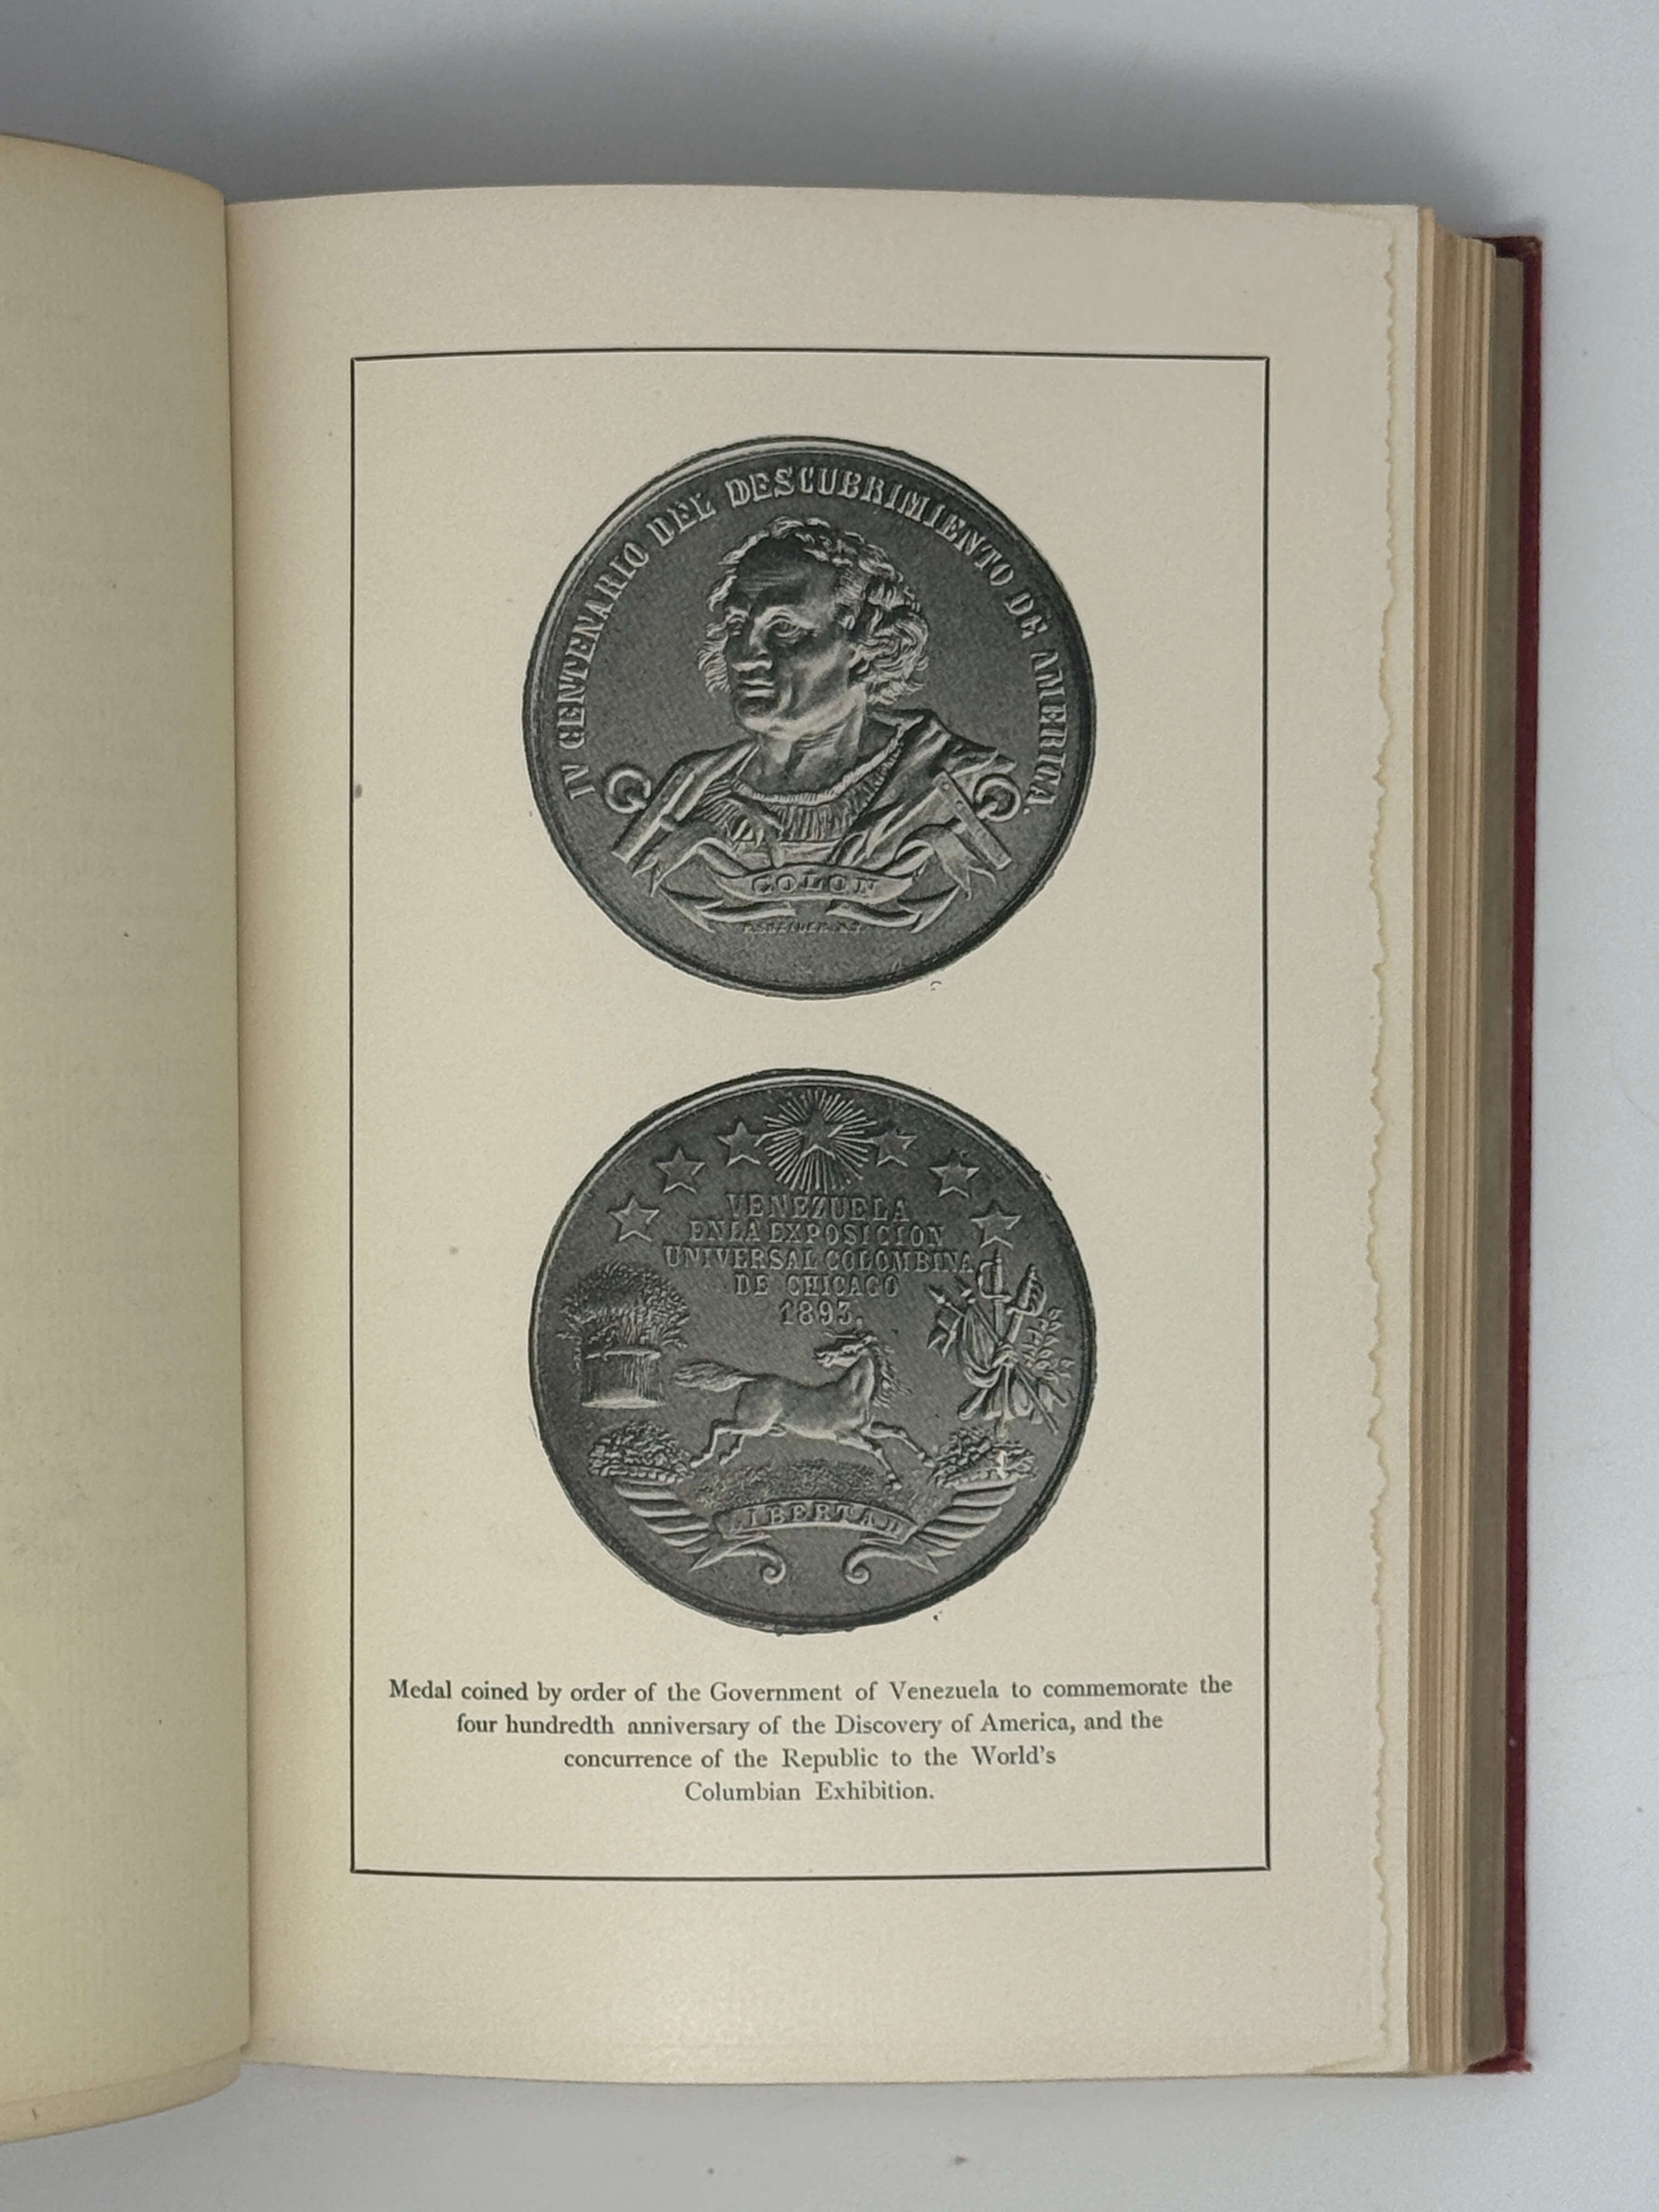 IV CENTENARIO DEL DESCUBRIMIENTO DE AMERICA.
COLON
VENEZUELA
EN LA EXPOSICION
UNIVERSAL COLOMBINA
DE CHICAGO
1893.
LIBERTAD
Medal coined by order of the Government of Venezuela to commemorate the
four hundredth anniversary of the Discovery of America, and the
concurrence of the Republic to the World's
Columbian Exhibition.